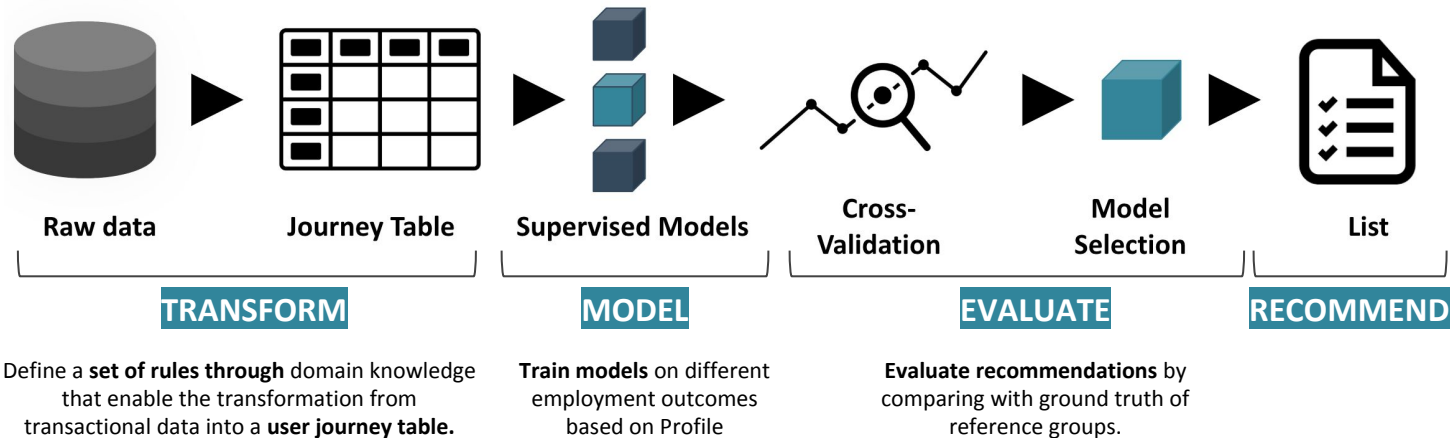 Raw data
Journey Table
Supervised Models
Cross-
Validation
Model
Selection
List
TRANSFORM
MODEL
EVALUATE
RECOMMEND
Define a set of rules through domain knowledge
that enable the transformation from
transactional data into a user journey table.
Train models on different
employment outcomes
based on Profile
Evaluate recommendations by
comparing with ground truth of
reference groups.